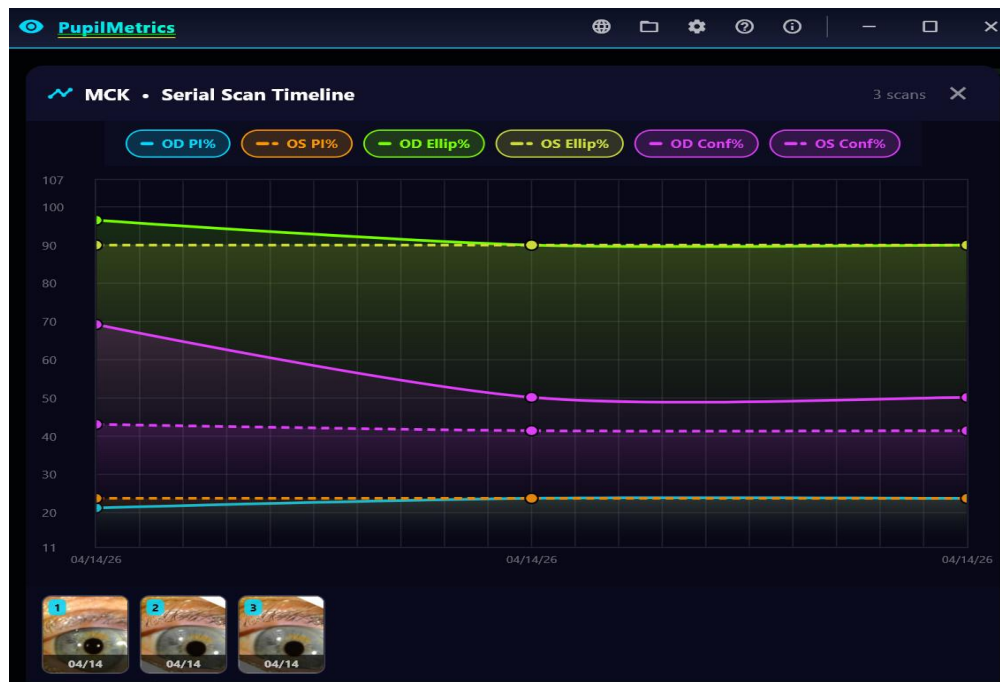 PupilMetrics
MCK • Serial Scan Timeline
3 scans
OD PI% OS PI% OD Ellip% OS Ellip% OD Conf% OS Conf%
107
100
90
80
70
60
50
40
30
20
11
04/14/26 04/14/26 04/14/26
1 2 3
04/14 04/14 04/14